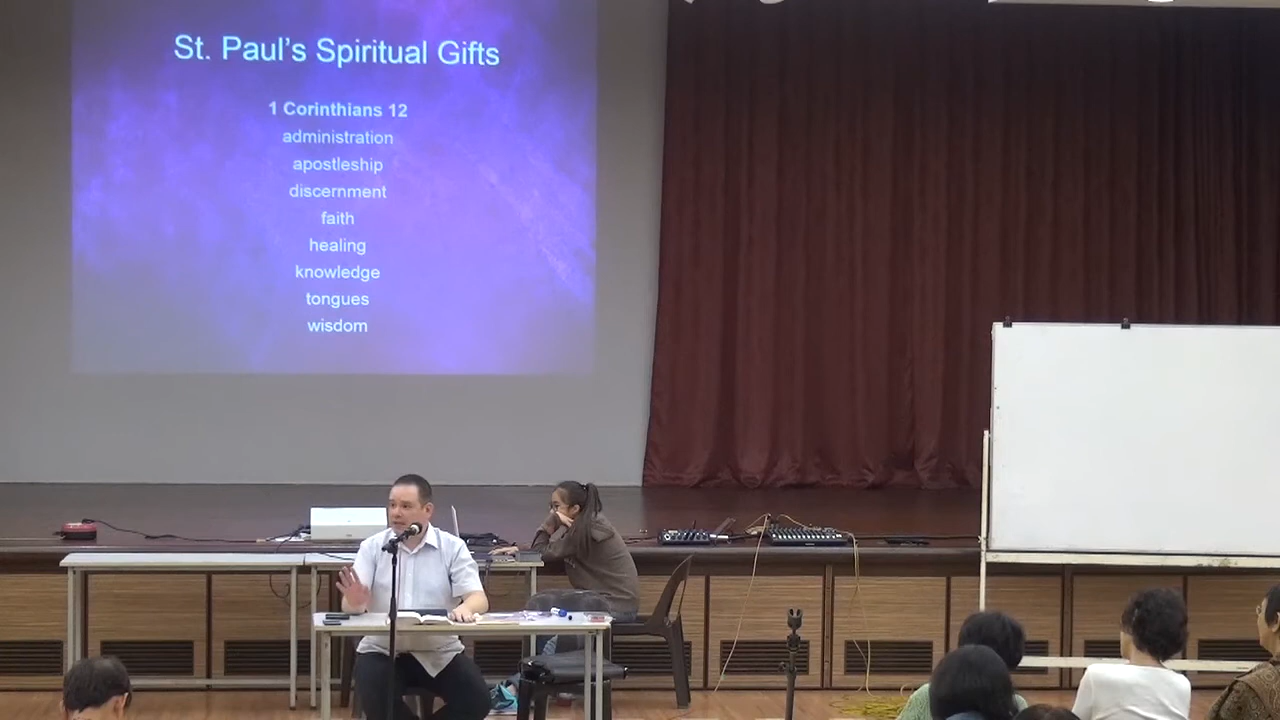 St. Paul's Spiritual Gifts
1 Corinthians 12
administration
apostleship
discernment
faith
healing
knowledge
tongues
wisdom